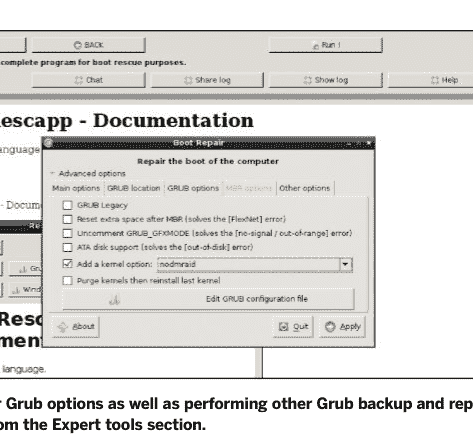 BACK
Run !
complete program for boot rescue purposes.
Chat
Share log
Show log
Help
escapp - Documentation
anguage
Boot Repair
Repair the boot of the computer
Advanced options
Main options GRUB location GRUB options MBR options Other options
- Docum
GRUB Legacy
Reset extra space after MBR (solves the [FlexNet] error)
Uncomment GRUB_GFXMODE (solves the [no-signal / out-of-range] error)
ATA disk support (solves the [out-of-disk] error)
Add a kernel option: nodmraid
Purge kernels then reinstall last kernel
Edit GRUB configuration file
Re
Gru
Wind
About
Quit
Apply
Resc
men
language.
r Grub options as well as performing other Grub backup and rep
om the Expert tools section.